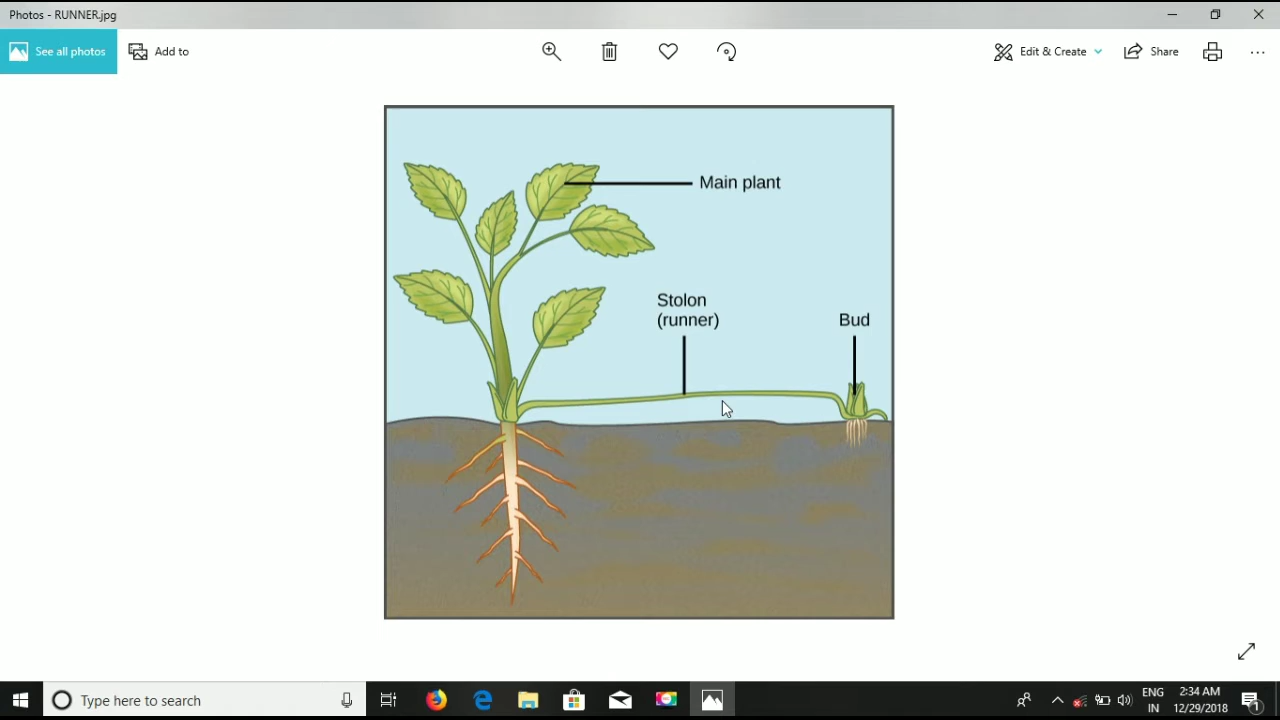 Photos - RUNNER.jpg
See all photos
Add to
Edit & Create
Share
Main plant
Stolon
(runner)
Bud
Type here to search
ENG
IN
2:34 AM
12/29/2018
1